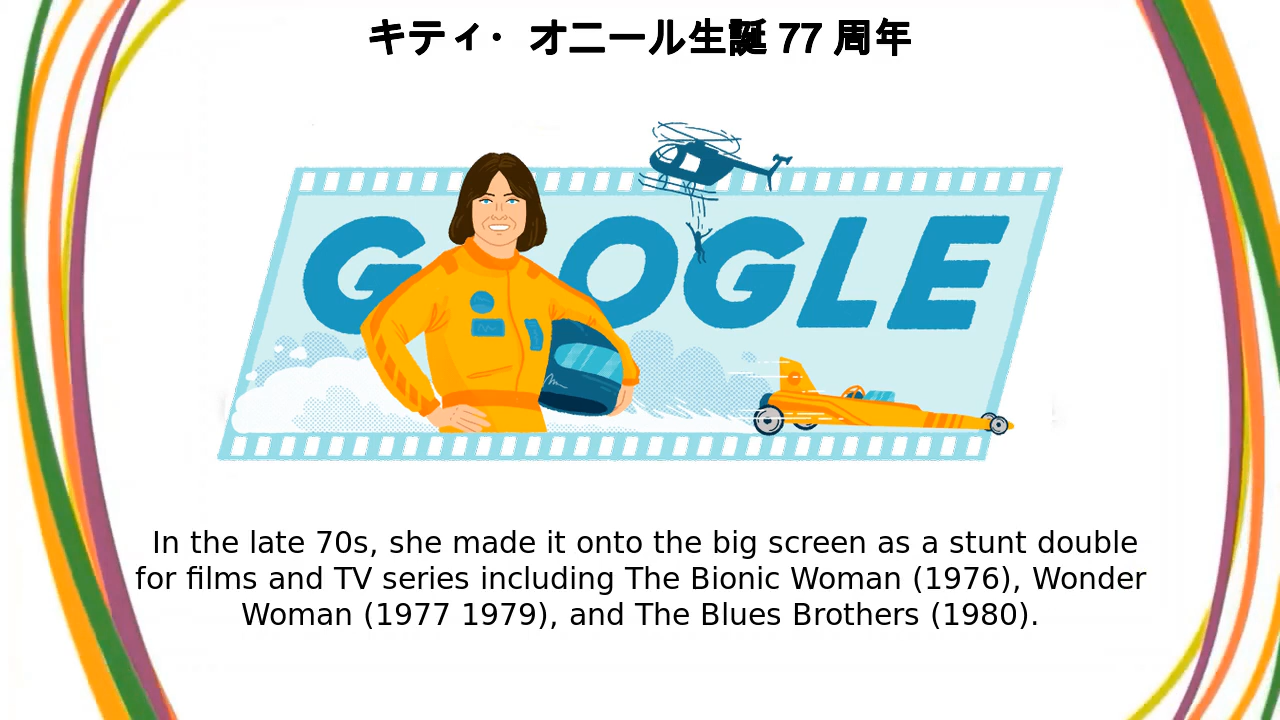 キティ・オニール生誕 77 周年
GOOGLE
In the late 70s, she made it onto the big screen as a stunt double
for films and TV series including The Bionic Woman (1976), Wonder
Woman (1977 1979), and The Blues Brothers (1980).